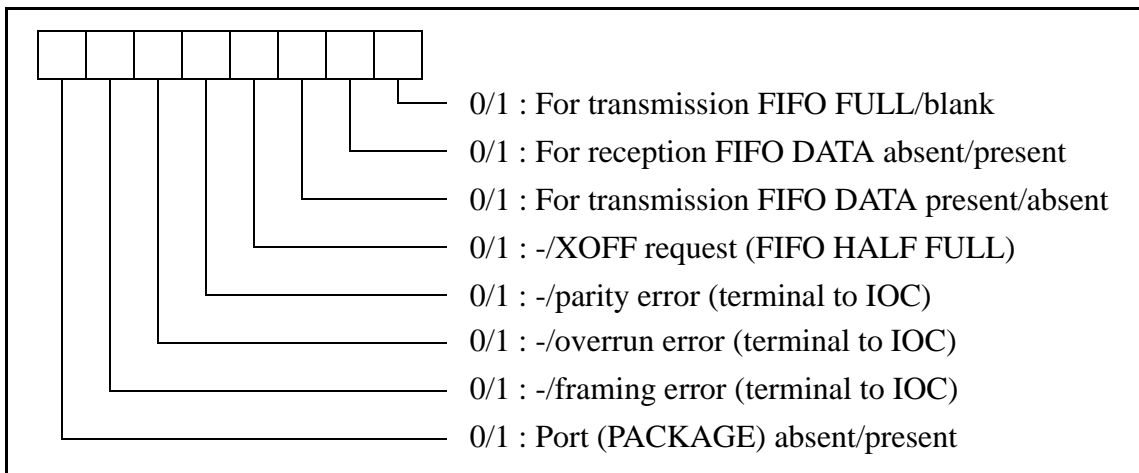 0/1 : For transmission FIFO FULL/blank
0/1 : For reception FIFO DATA absent/present
0/1 : For transmission FIFO DATA present/absent
0/1 : -/XOFF request (FIFO HALF FULL)
0/1 : -/parity error (terminal to IOC)
0/1 : -/overrun error (terminal to IOC)
0/1 : -/framing error (terminal to IOC)
0/1 : Port (PACKAGE) absent/present